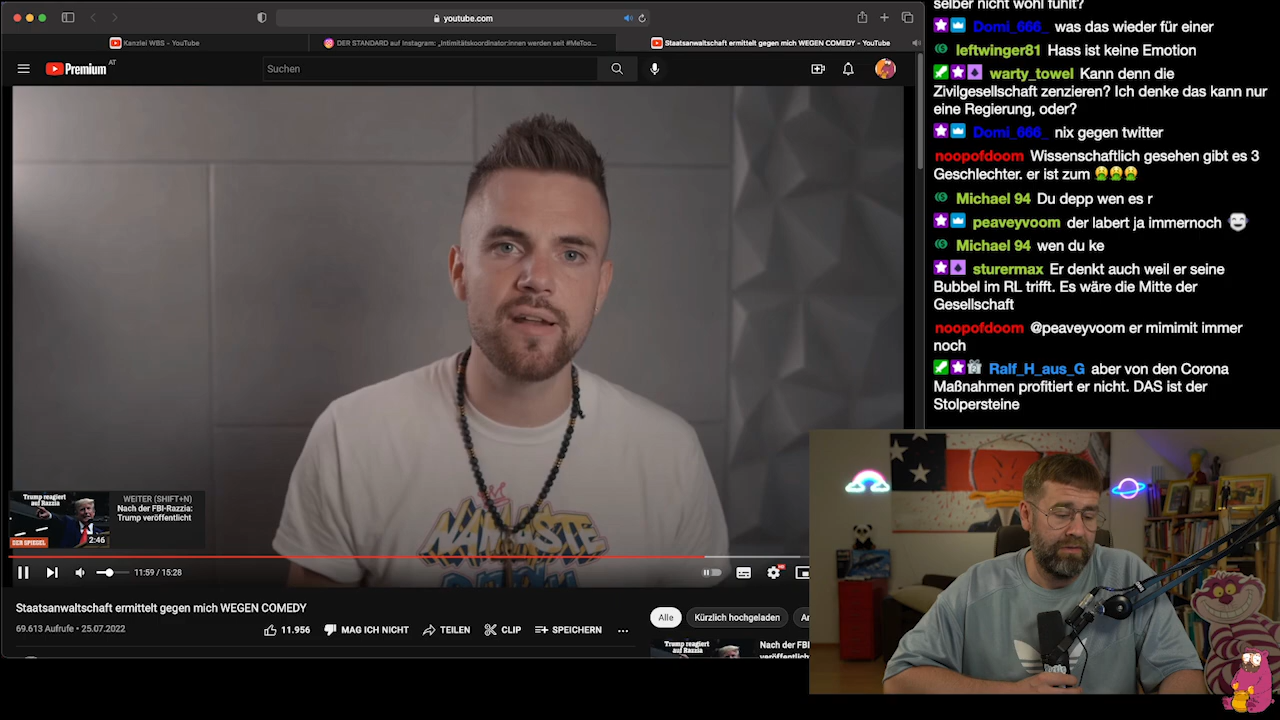 youtube.com
Kanzlei WBS – YouTube
DER STANDARD auf Instagram: „Intimitätskoordinator:innen werden seit #MeToo...
Staatsanwaltschaft ermittelt gegen mich WEGEN COMEDY – YouTube
Premium AT
Suchen
NAMASTE
Trump reagiert
auf Razzia
DER SPIEGEL
2:46
WEITER (SHIFT+N)
Nach der FBI-Razzia:
Trump veröffentlicht
11:59 / 15:28
Staatsanwaltschaft ermittelt gegen mich WEGEN COMEDY
69.613 Aufrufe • 25.07.2022
11.956
MAG ICH NICHT
TEILEN
CLIP
SPEICHERN
Alle
Kürzlich hochgeladen
Trump reagiert
Nach der FBI
selber nicht wohl fühlt?
Domi_666_ was das wieder für einer
leftwinger81 Hass ist keine Emotion
warty_towel Kann denn die
Zivilgesellschaft zenzieren? Ich denke das kann nur
eine Regierung, oder?
Domi_666_ nix gegen twitter
noopofdoom Wissenschaftlich gesehen gibt es 3
Geschlechter. er ist zum 🤮🤮🤮
Michael 94 Du depp wen es r
peaveyvoom der labert ja immernoch
Michael 94 wen du ke
sturermax Er denkt auch weil er seine
Bubbel im RL trifft. Es wäre die Mitte der
Gesellschaft
noopofdoom @peaveyvoom er mimimit immer
noch
Ralf_H_aus_G aber von den Corona
Maßnahmen profitiert er nicht. DAS ist der
Stolpersteine